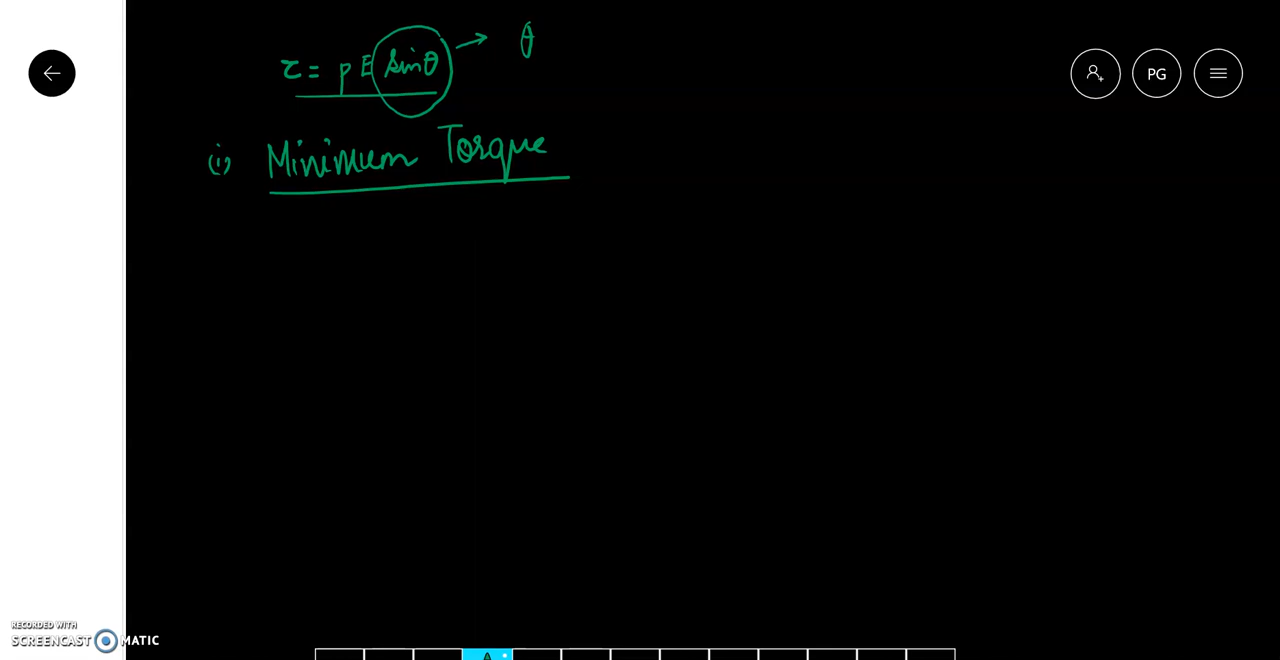 τ = pE sinθ → θ
(i) Minimum Torque
PG
RECORDED WITH
SCREENCAST MATIC